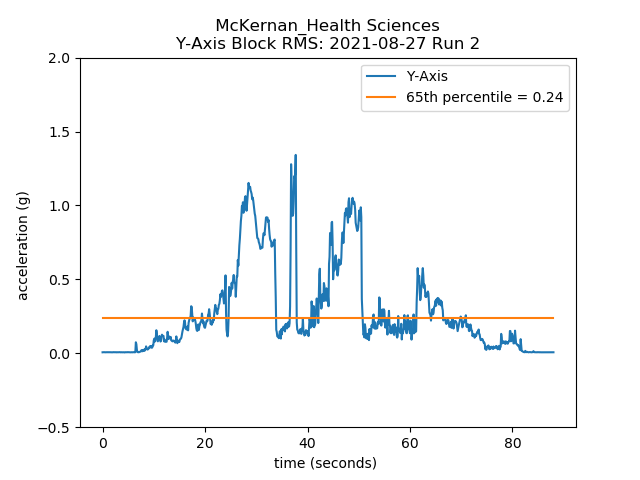 McKernan_Health Sciences
Y-Axis Block RMS: 2021-08-27 Run 2
Y-Axis
65th percentile = 0.24
acceleration (g)
2.0
1.5
1.0
0.5
0.0
−0.5
0 20 40 60 80
time (seconds)